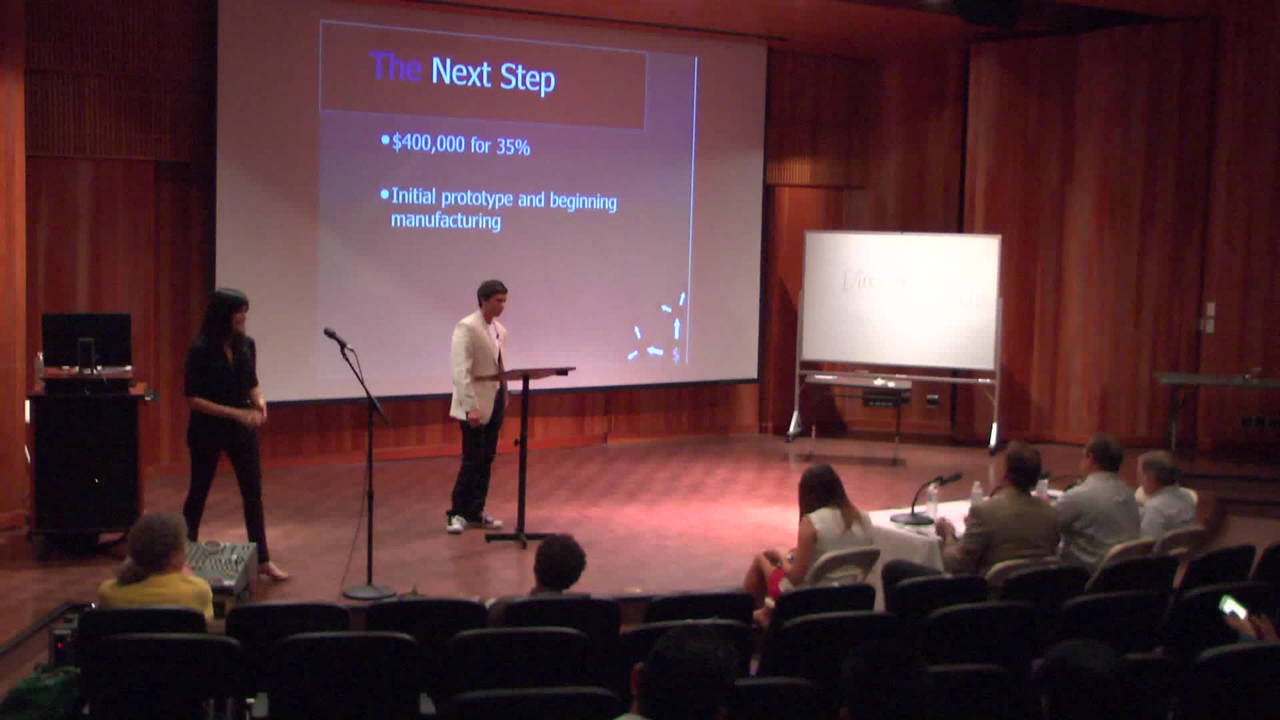 The Next Step
•$400,000 for 35%
•Initial prototype and beginning
manufacturing
$